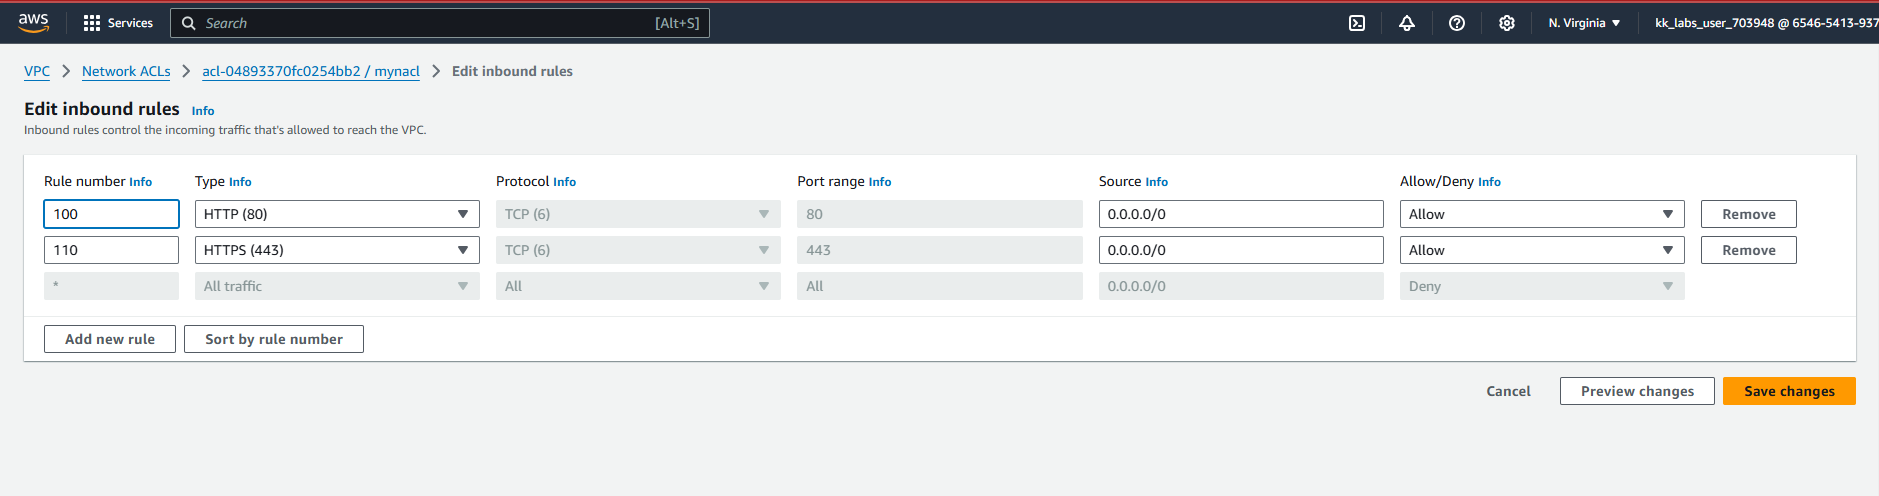 aws Services Search [Alt+S] N. Virginia kk_labs_user_703948 @ 6546-5413-937
VPC Network ACLs acl-04893370fc0254bb2 / mynacl Edit inbound rules
Edit inbound rules Info
Inbound rules control the incoming traffic that's allowed to reach the VPC.
Rule number Info Type Info Protocol Info Port range Info Source Info Allow/Deny Info
100 HTTP (80) TCP (6) 80 0.0.0.0/0 Allow Remove
110 HTTPS (443) TCP (6) 443 0.0.0.0/0 Allow Remove
* All traffic All All 0.0.0.0/0 Deny
Add new rule Sort by rule number
Cancel Preview changes Save changes